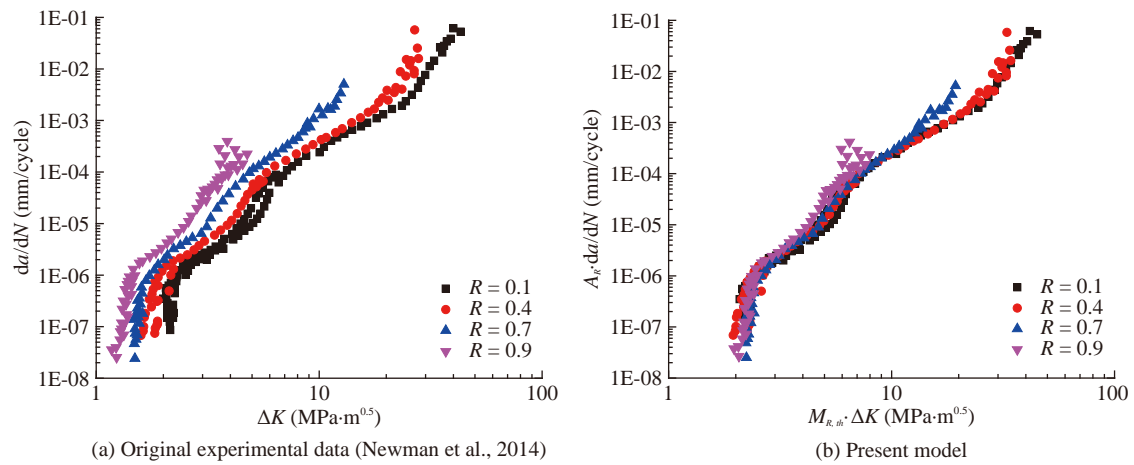 1E-01
1E-02
1E-03
1E-04
1E-05
1E-06
1E-07
1E-08
da/dN (mm/cycle)
R = 0.1
R = 0.4
R = 0.7
R = 0.9
1 10 100
ΔK (MPa·m^0.5)
(a) Original experimental data (Newman et al., 2014)
1E-01
1E-02
1E-03
1E-04
1E-05
1E-06
1E-07
1E-08
A_R·da/dN (mm/cycle)
R = 0.1
R = 0.4
R = 0.7
R = 0.9
1 10 100
M_{R, th}·ΔK (MPa·m^0.5)
(b) Present model